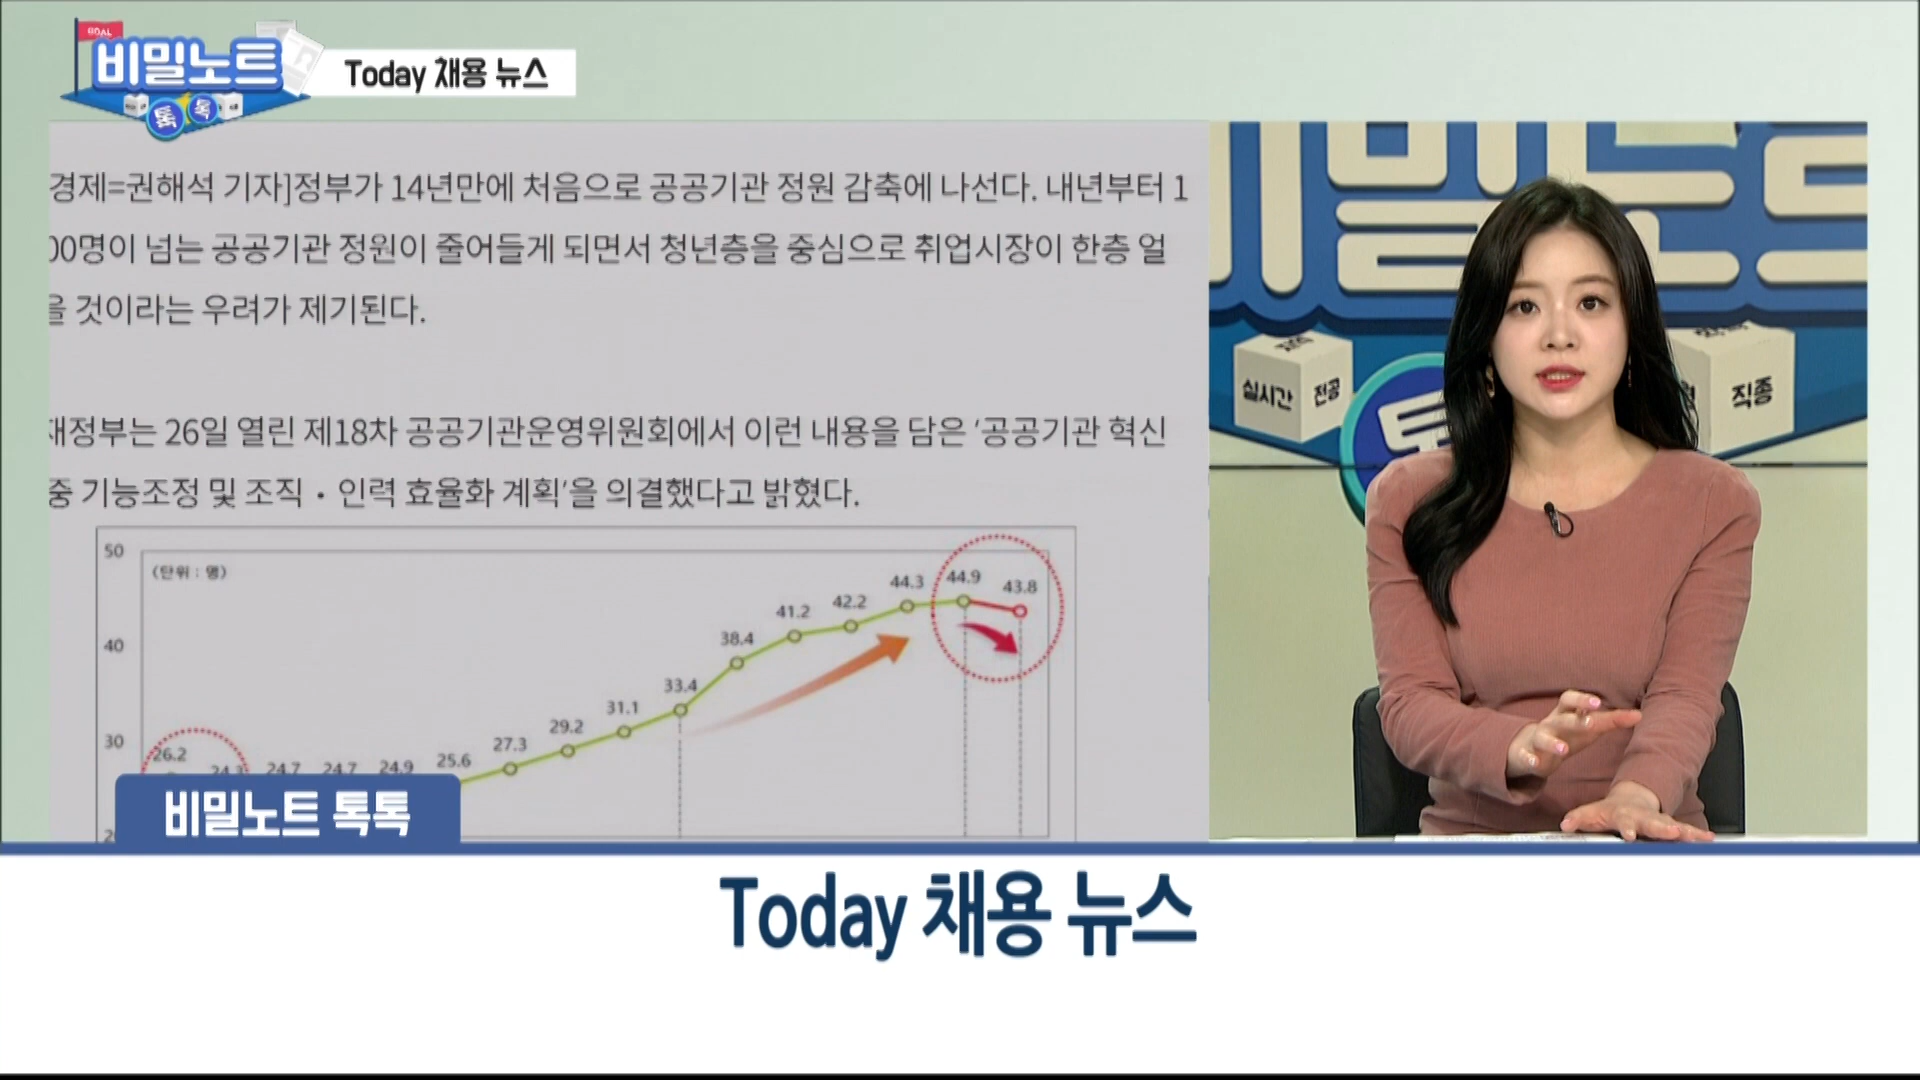 GOAL
비밀노트
톡톡
Today 채용 뉴스
경제=권해석 기자]정부가 14년만에 처음으로 공공기관 정원 감축에 나선다. 내년부터 1
00명이 넘는 공공기관 정원이 줄어들게 되면서 청년층을 중심으로 취업시장이 한층 얼
을 것이라는 우려가 제기된다.
재정부는 26일 열린 제18차 공공기관운영위원회에서 이런 내용을 담은 ‘공공기관 혁신
중 기능조정 및 조직・인력 효율화 계획’을 의결했다고 밝혔다.
50
(단위 : 명)
40
30
26.2
24.3
24.7
24.7
24.9
25.6
27.3
29.2
31.1
33.4
38.4
41.2
42.2
44.3
44.9
43.8
실시간
전공
직종
비밀노트 톡톡
Today 채용 뉴스